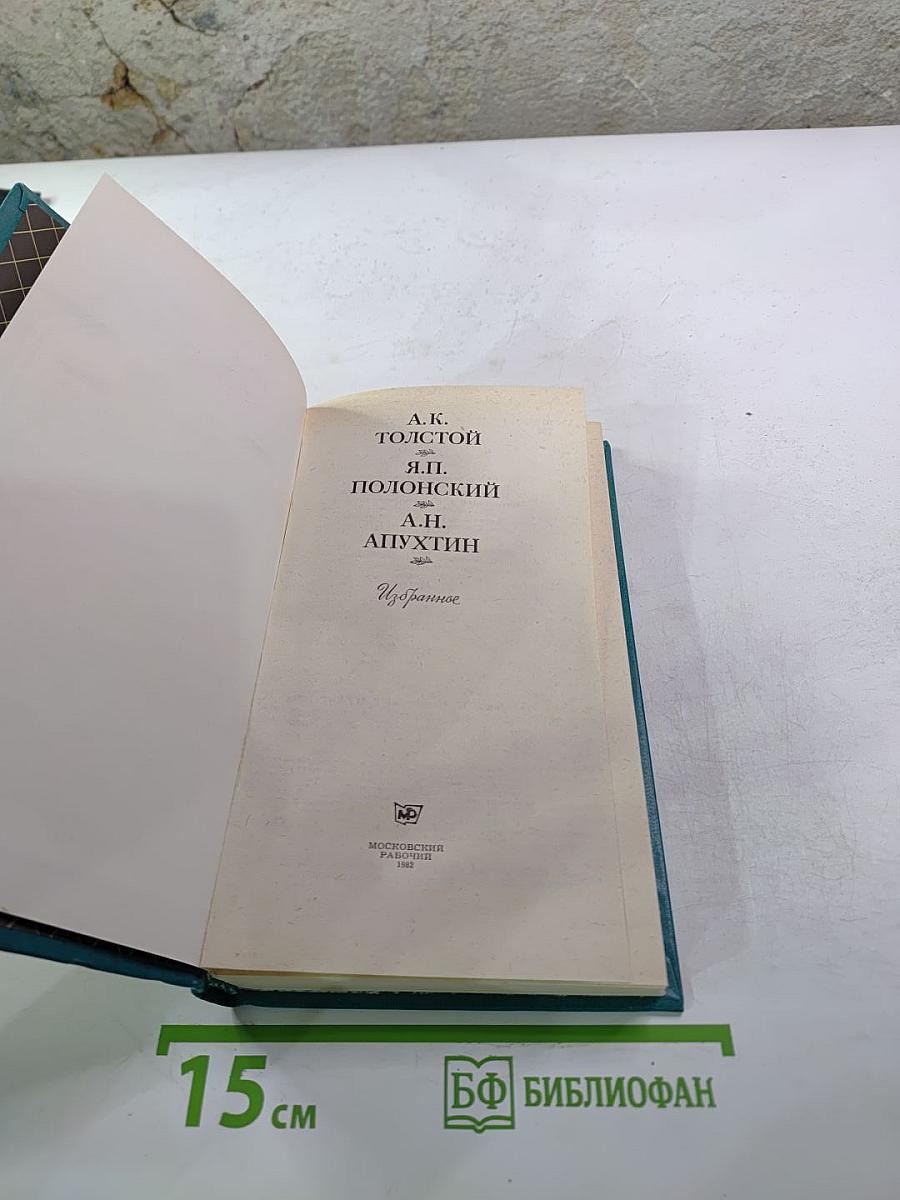 А. К.
ТОЛСТОЙ
Я.П.
ПОЛОНСКИЙ
А.Н.
АПУХТИН
Избранное
МР
МОСКОВСКИЙ
РАБОЧИЙ
1982
15 см
БФ БИБЛИОФАН